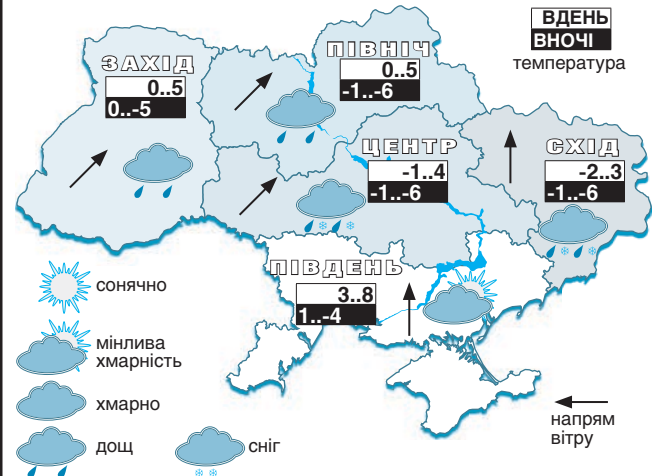 ВДЕНЬ
ВНОЧІ
температура
ЗАХІД
0..5
0..-5
ПІВНІЧ
0..5
-1..-6
ЦЕНТР
-1..4
-1..-6
СХІД
-2..3
-1..-6
ПІВДЕНЬ
3..8
1..-4
сонячно
мінлива
хмарність
хмарно
дощ
сніг
напрям
вітру